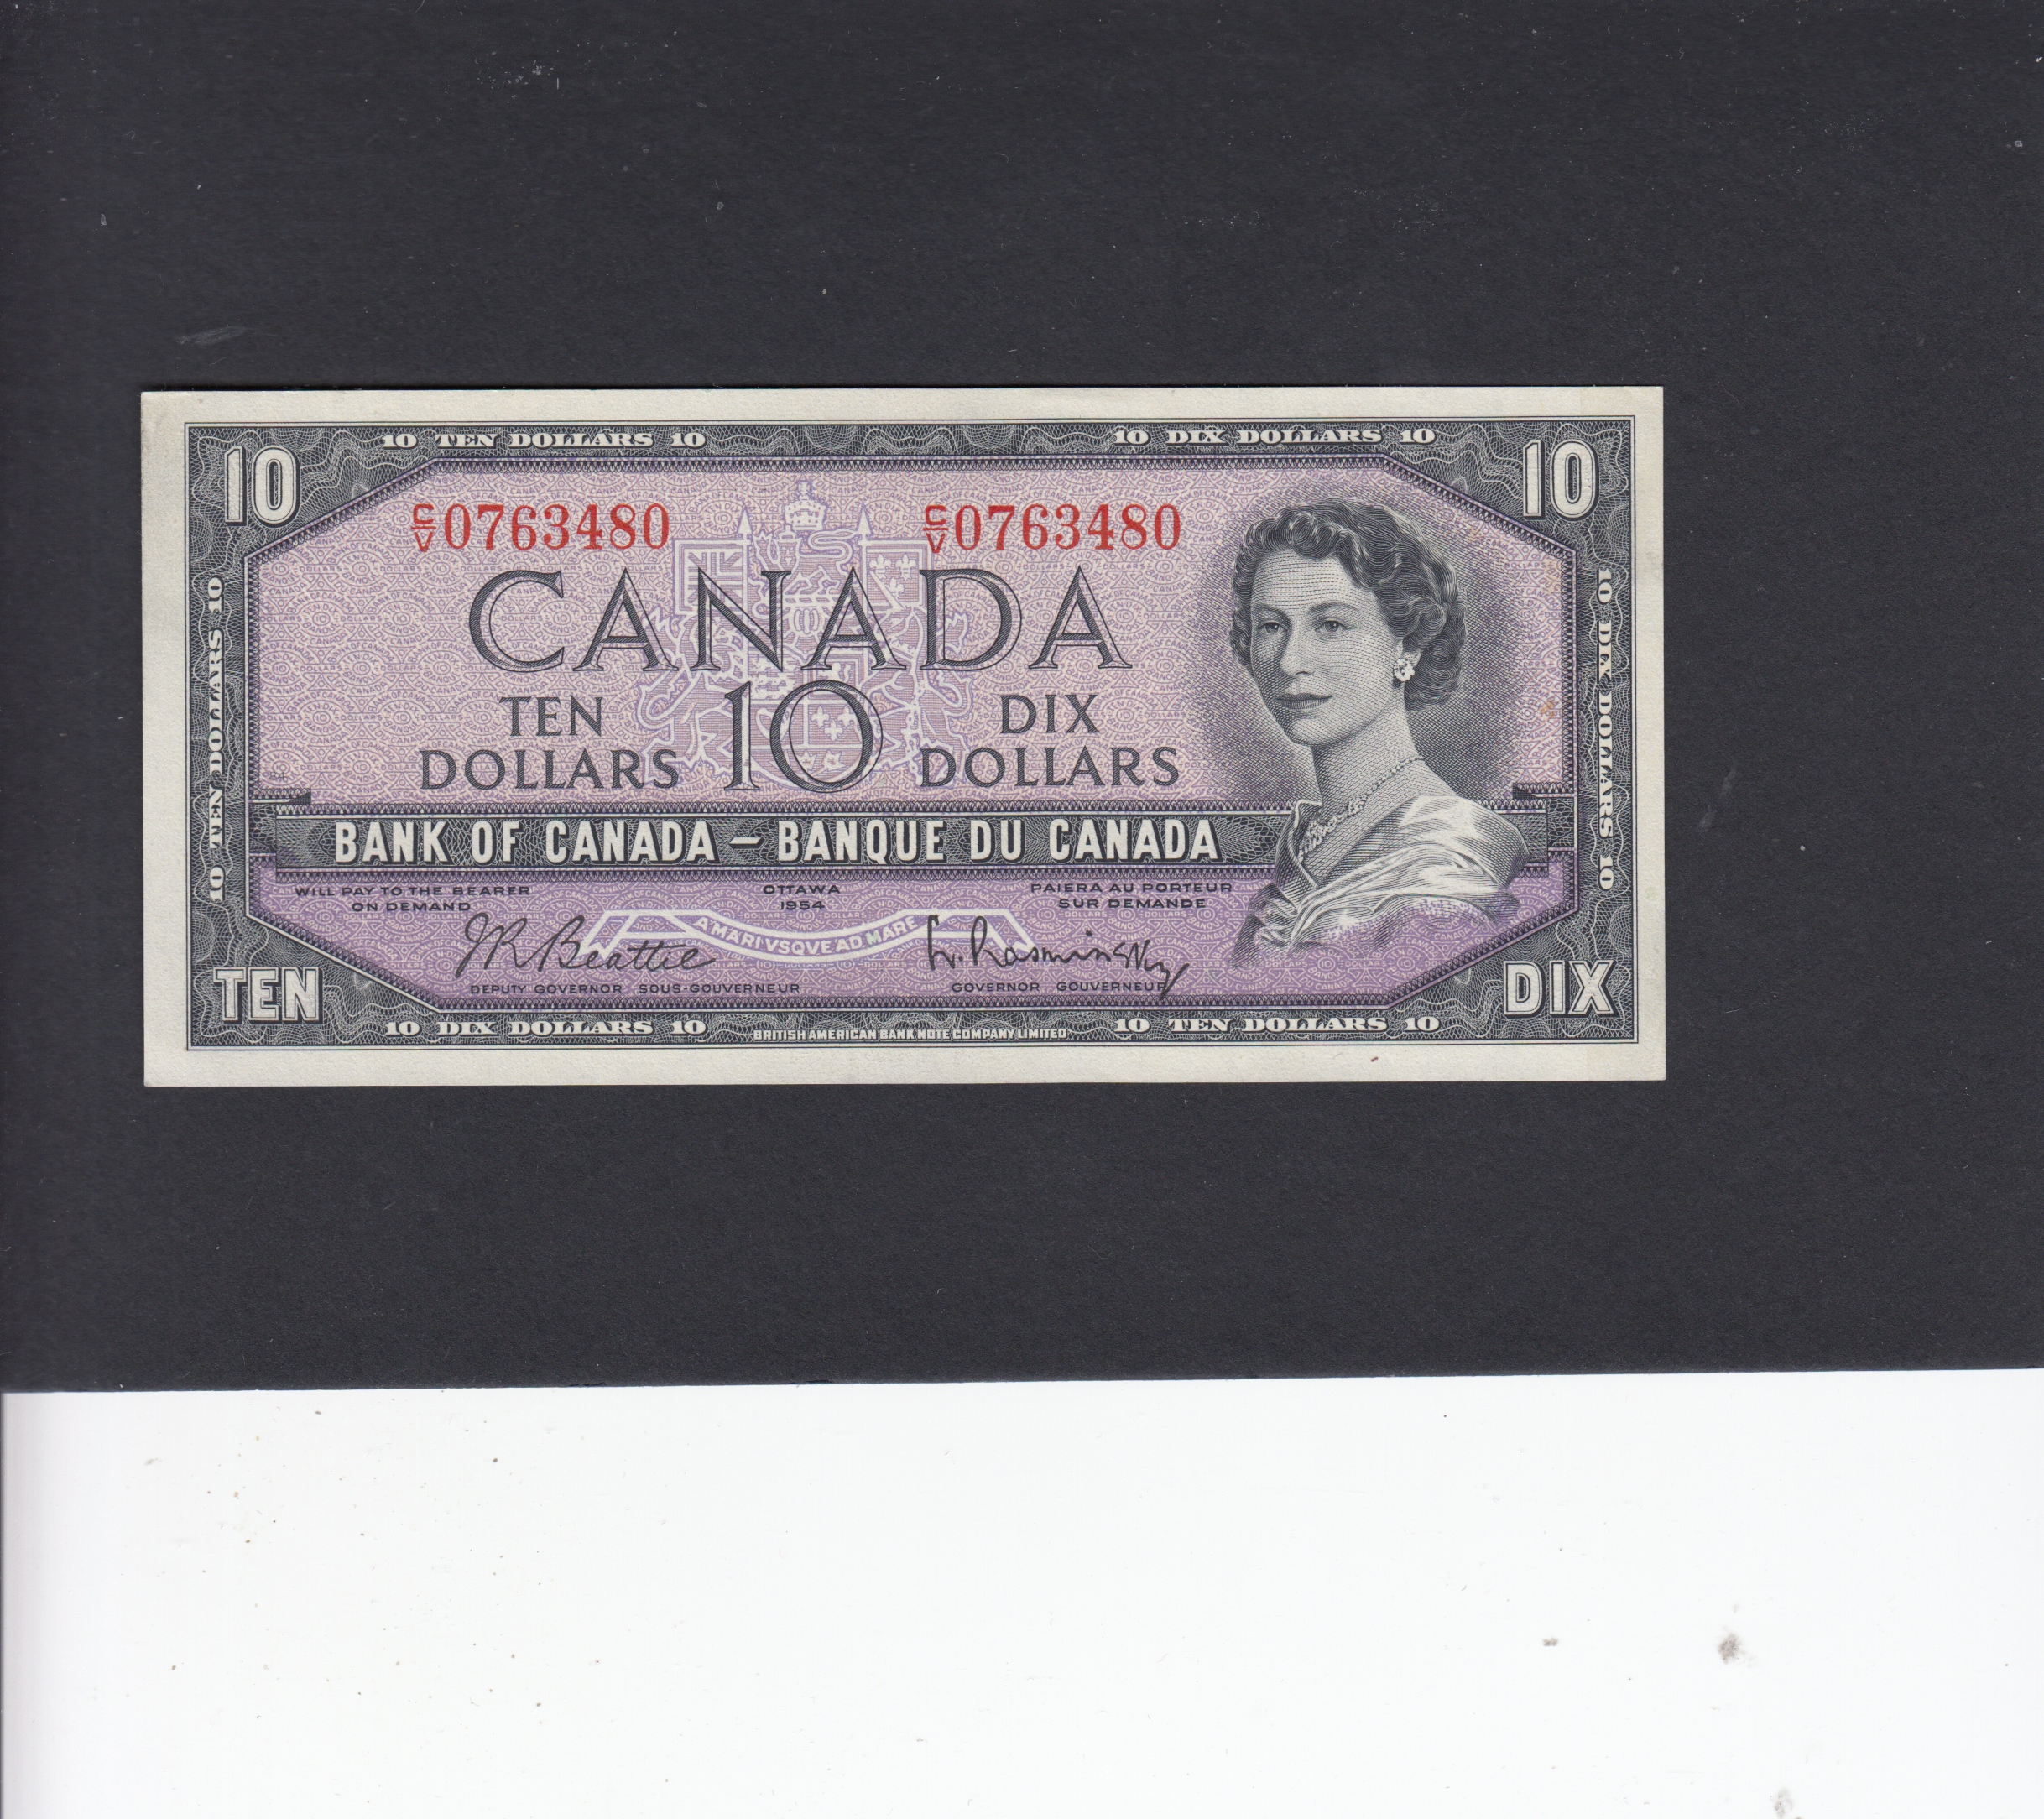 10 TEN DOLLARS 10
10 DIX DOLLARS 10
10
10
C/V 0763480
C/V 0763480
CANADA
TEN DOLLARS
10
DIX DOLLARS
10 TEN DOLLARS 10
10 DIX DOLLARS 10
BANK OF CANADA – BANQUE DU CANADA
WILL PAY TO THE BEARER
ON DEMAND
OTTAWA
1954
PAIERA AU PORTEUR
SUR DEMANDE
A MARI VSQVE AD MARE
J.R. Beattie
L. Rasminsky
DEPUTY GOVERNOR SOUS-GOUVERNEUR
GOVERNOR GOUVERNEUR
TEN
DIX
10 DIX DOLLARS 10
BRITISH AMERICAN BANK NOTE COMPANY LIMITED
10 TEN DOLLARS 10